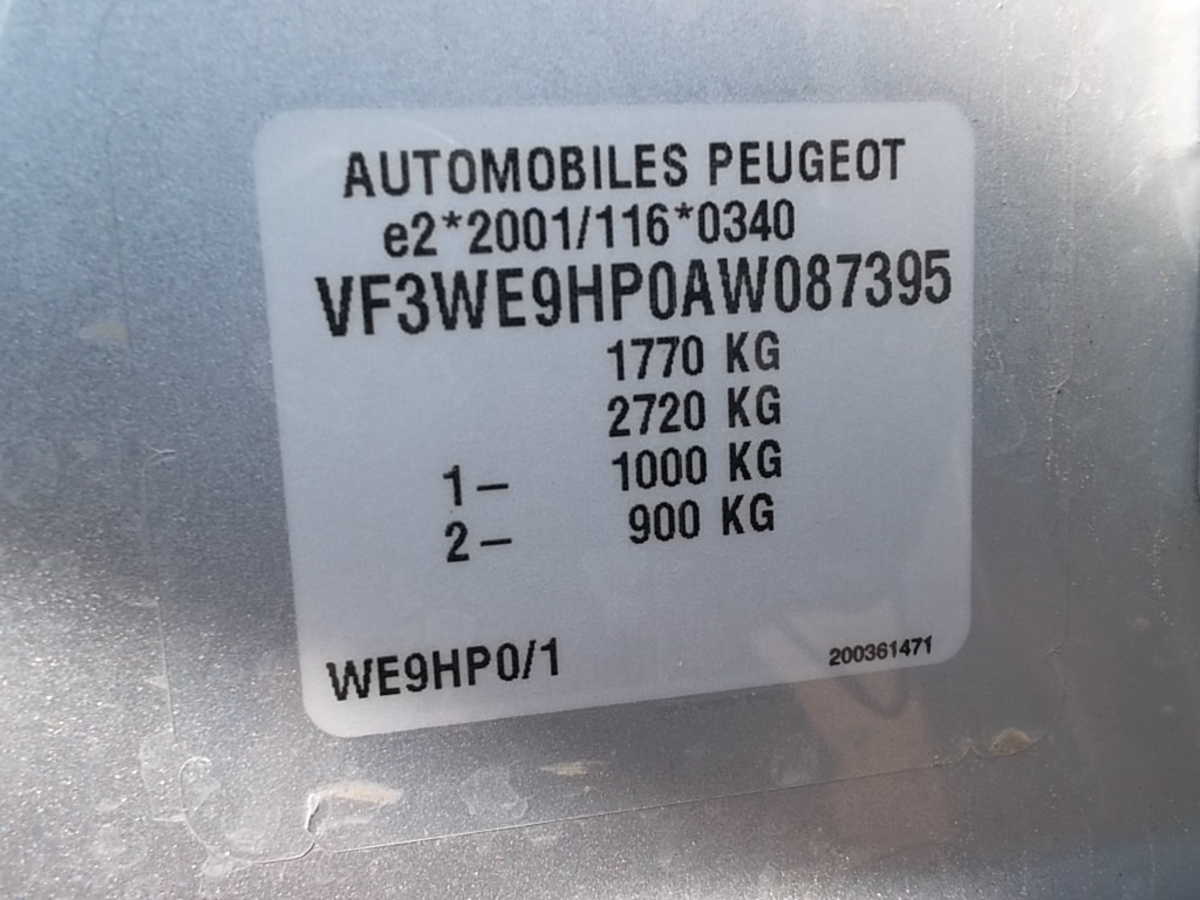 AUTOMOBILES PEUGEOT
e2*2001/116*0340
VF3WE9HP0AW087395
1770 KG
2720 KG
1- 1000 KG
2- 900 KG
WE9HP0/1 200361471